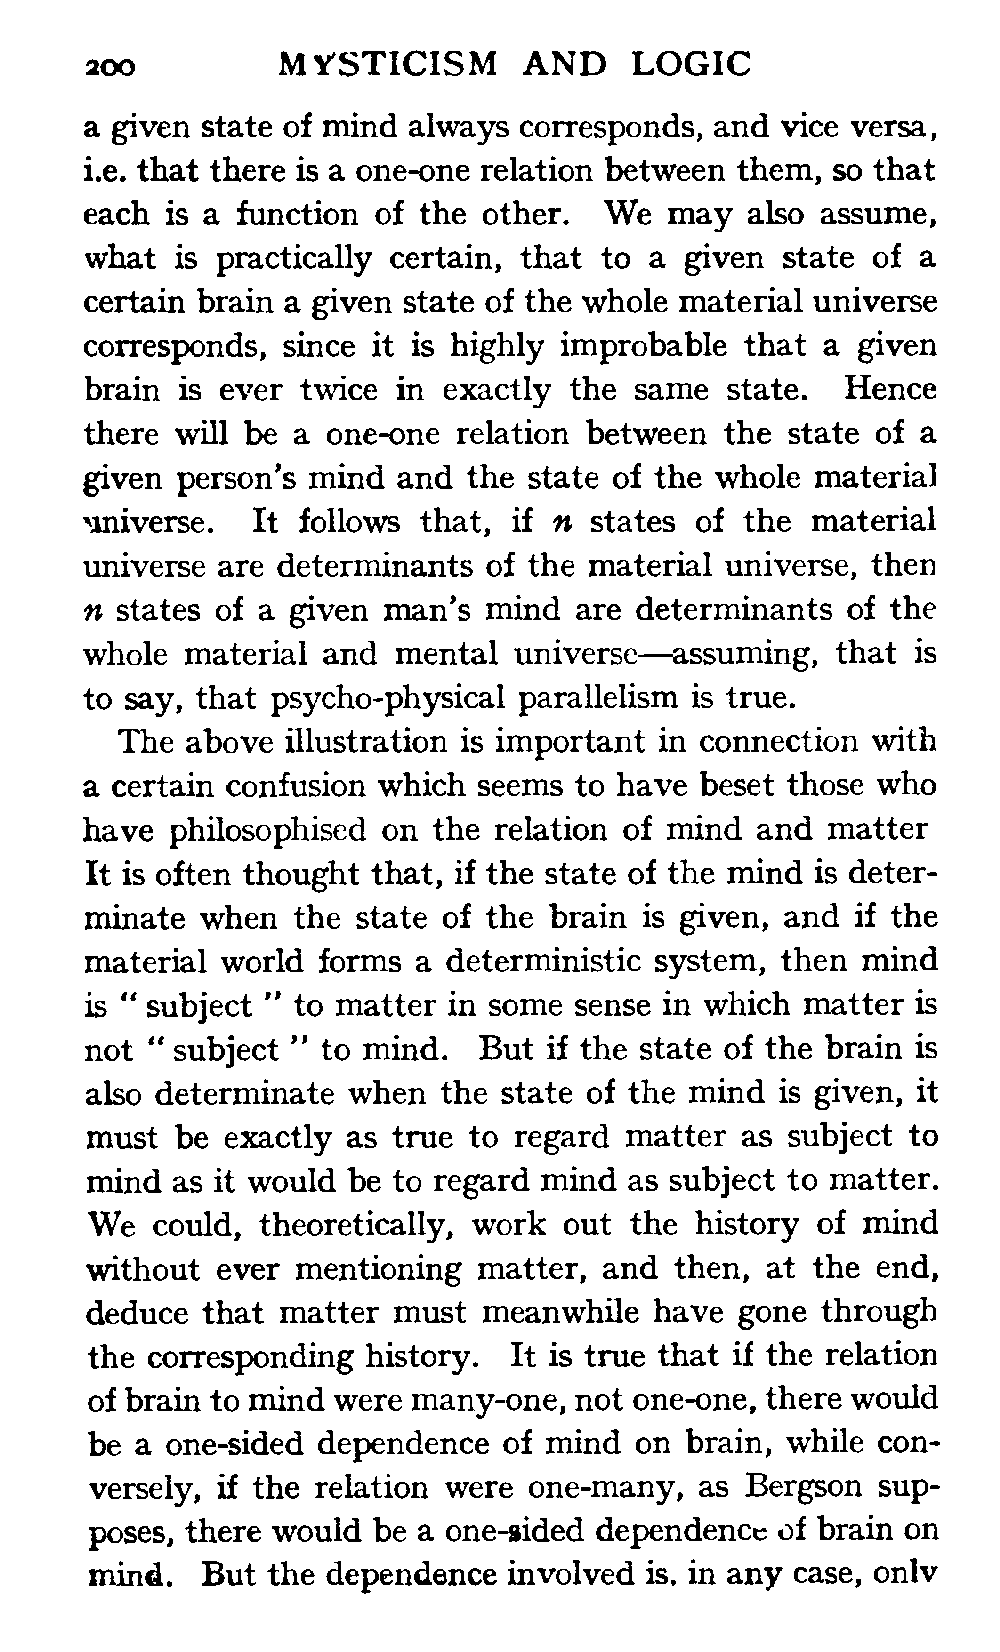 200 MYSTICISM AND LOGIC
a given state of mind always corresponds, and vice versa,
i.e. that there is a one-one relation between them, so that
each is a function of the other. We may also assume,
what is practically certain, that to a given state of a
certain brain a given state of the whole material universe
corresponds, since it is highly improbable that a given
brain is ever twice in exactly the same state. Hence
there will be a one-one relation between the state of a
given person's mind and the state of the whole material
universe. It follows that, if n states of the material
universe are determinants of the material universe, then
n states of a given man's mind are determinants of the
whole material and mental universe—assuming, that is
to say, that psycho-physical parallelism is true.
The above illustration is important in connection with
a certain confusion which seems to have beset those who
have philosophised on the relation of mind and matter
It is often thought that, if the state of the mind is deter-
minate when the state of the brain is given, and if the
material world forms a deterministic system, then mind
is " subject " to matter in some sense in which matter is
not " subject " to mind. But if the state of the brain is
also determinate when the state of the mind is given, it
must be exactly as true to regard matter as subject to
mind as it would be to regard mind as subject to matter.
We could, theoretically, work out the history of mind
without ever mentioning matter, and then, at the end,
deduce that matter must meanwhile have gone through
the corresponding history. It is true that if the relation
of brain to mind were many-one, not one-one, there would
be a one-sided dependence of mind on brain, while con-
versely, if the relation were one-many, as Bergson sup-
poses, there would be a one-sided dependence of brain on
mind. But the dependence involved is, in any case, only